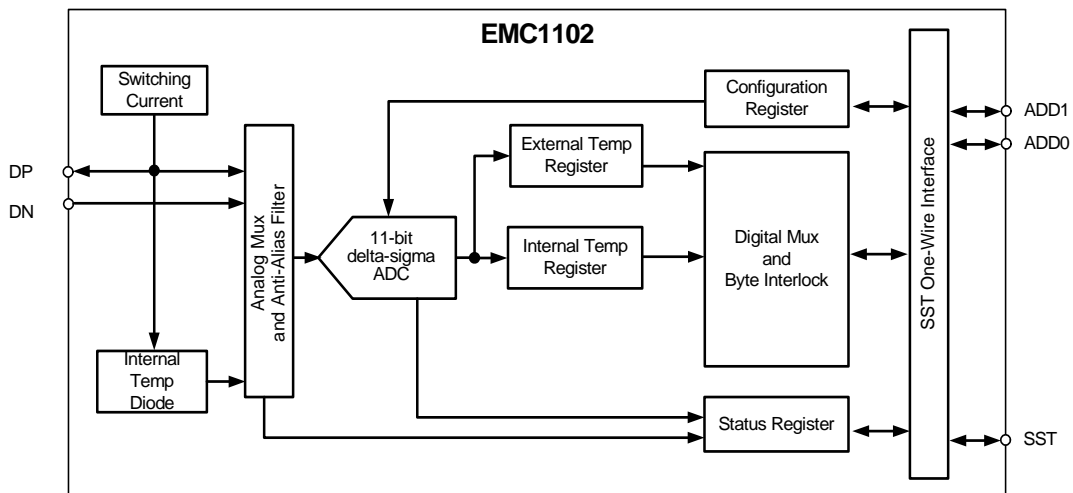 EMC1102
Switching
Current
DP
DN
Internal
Temp
Diode
Analog Mux
and Anti-Alias Filter
11-bit
delta-sigma
ADC
Configuration
Register
External Temp
Register
Internal Temp
Register
Digital Mux
and
Byte Interlock
Status Register
SST One-Wire Interface
ADD1
ADD0
SST